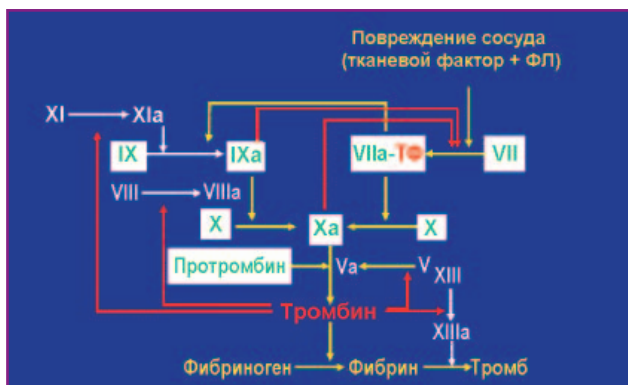 Повреждение сосуда
(тканевой фактор + ФЛ)
XI XIa
IX IXa VIIa-ТФ VII
VIII VIIIa
X Xa X
Протромбин Va V
XIII
Тромбин
XIIIa
Фибриноген Фибрин Тромб